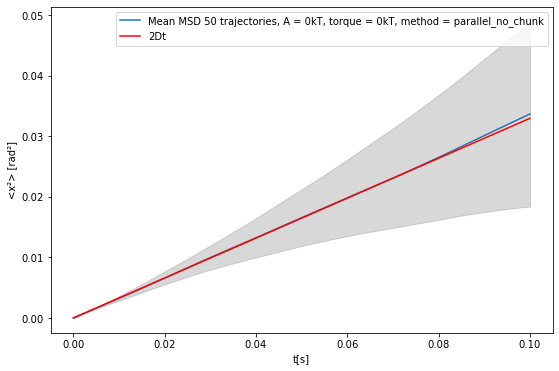 Mean MSD 50 trajectories, A = 0kT, torque = 0kT, method = parallel_no_chunk
2Dt
0.05
0.04
0.03
0.02
0.01
0.00
<x²> [rad²]
0.00 0.02 0.04 0.06 0.08 0.10
t[s]